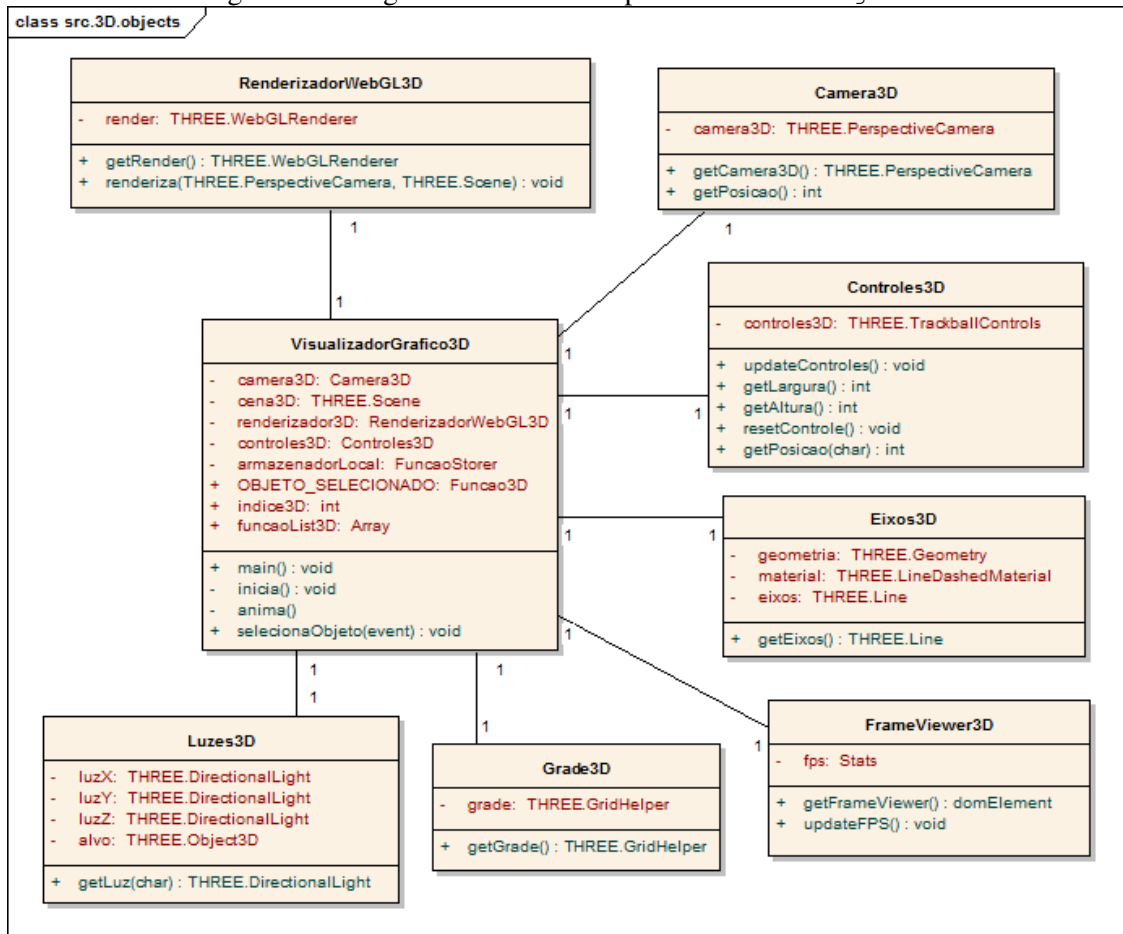 class src.3D.objects
RenderizadorWebGL3D
- render: THREE.WebGLRenderer
+ getRender() : THREE.WebGLRenderer
+ renderiza(THREE.PerspectiveCamera, THREE.Scene) : void
Camera3D
- camera3D: THREE.PerspectiveCamera
+ getCamera3D() : THREE.PerspectiveCamera
+ getPosicao() : int
1
1
1
1
Controles3D
- controles3D: THREE.TrackballControls
+ updateControles() : void
+ getLargura() : int
+ getAltura() : int
+ resetControle() : void
+ getPosicao(char) : int
VisualizadorGrafico3D
- camera3D: Camera3D
- cena3D: THREE.Scene
- renderizador3D: RenderizadorWebGL3D
- controles3D: Controles3D
- armazenadorLocal: FuncaoStorer
+ OBJETO_SELECIONADO: Funcao3D
+ indice3D: int
+ funcaoList3D: Array
+ main() : void
- inicia() : void
- anima()
+ selecionaObjeto(event) : void
1
1
1
1
Eixos3D
- geometria: THREE.Geometry
- material: THREE.LineDashedMaterial
- eixos: THREE.Line
+ getEixos() : THREE.Line
1
1
1
1
1
1
FrameViewer3D
- fps: Stats
+ getFrameViewer() : domElement
+ updateFPS() : void
Luzes3D
- luzX: THREE.DirectionalLight
- luzY: THREE.DirectionalLight
- luzZ: THREE.DirectionalLight
- alvo: THREE.Object3D
+ getLuz(char) : THREE.DirectionalLight
Grade3D
- grade: THREE.GridHelper
+ getGrade() : THREE.GridHelper